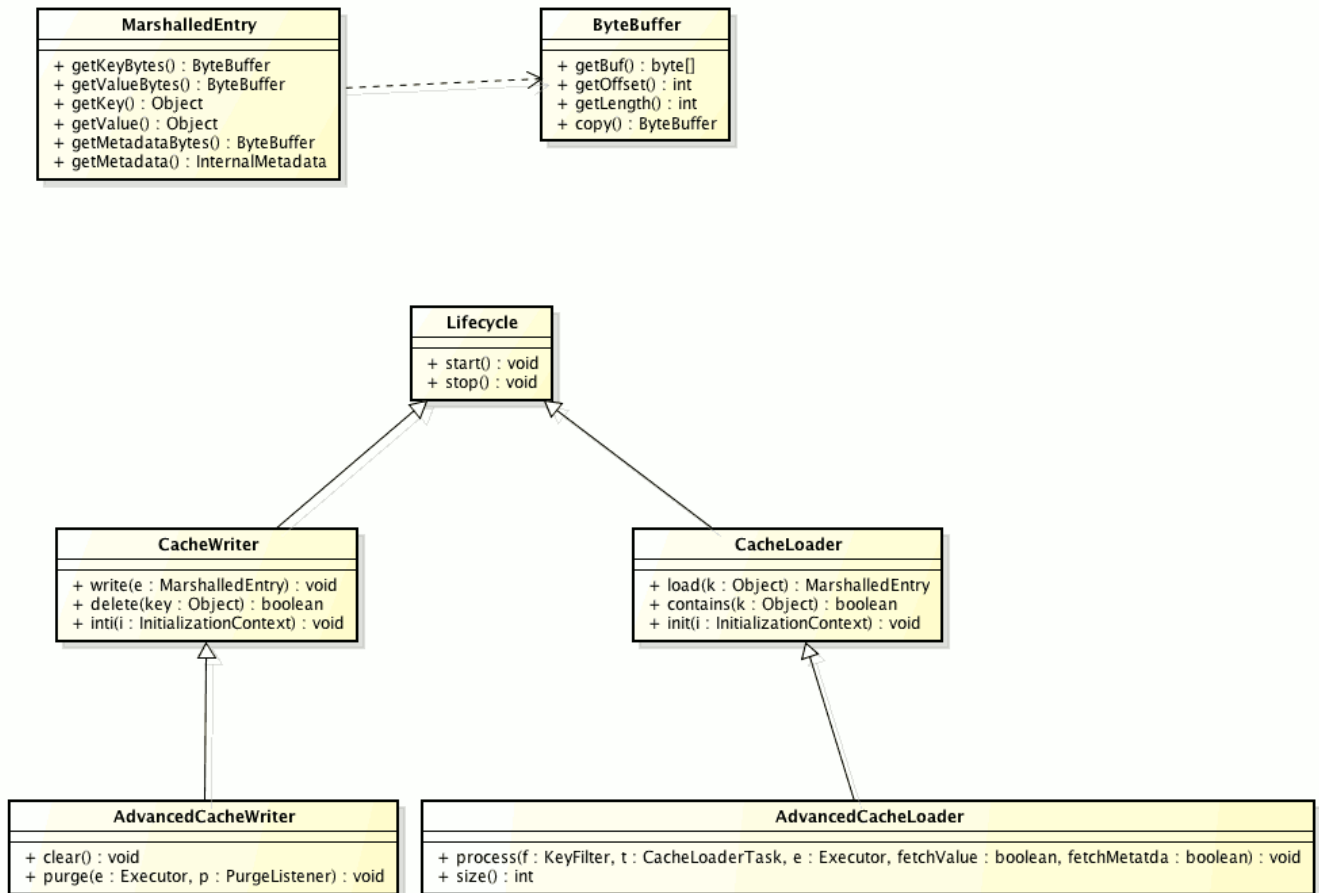 MarshalledEntry
+ getKeyBytes() : ByteBuffer
+ getValueBytes() : ByteBuffer
+ getKey() : Object
+ getValue() : Object
+ getMetadataBytes() : ByteBuffer
+ getMetadata() : InternalMetadata
ByteBuffer
+ getBuf() : byte[]
+ getOffset() : int
+ getLength() : int
+ copy() : ByteBuffer
Lifecycle
+ start() : void
+ stop() : void
CacheWriter
+ write(e : MarshalledEntry) : void
+ delete(key : Object) : boolean
+ inti(i : InitializationContext) : void
CacheLoader
+ load(k : Object) : MarshalledEntry
+ contains(k : Object) : boolean
+ init(i : InitializationContext) : void
AdvancedCacheWriter
+ clear() : void
+ purge(e : Executor, p : PurgeListener) : void
AdvancedCacheLoader
+ process(f : KeyFilter, t : CacheLoaderTask, e : Executor, fetchValue : boolean, fetchMetatda : boolean) : void
+ size() : int